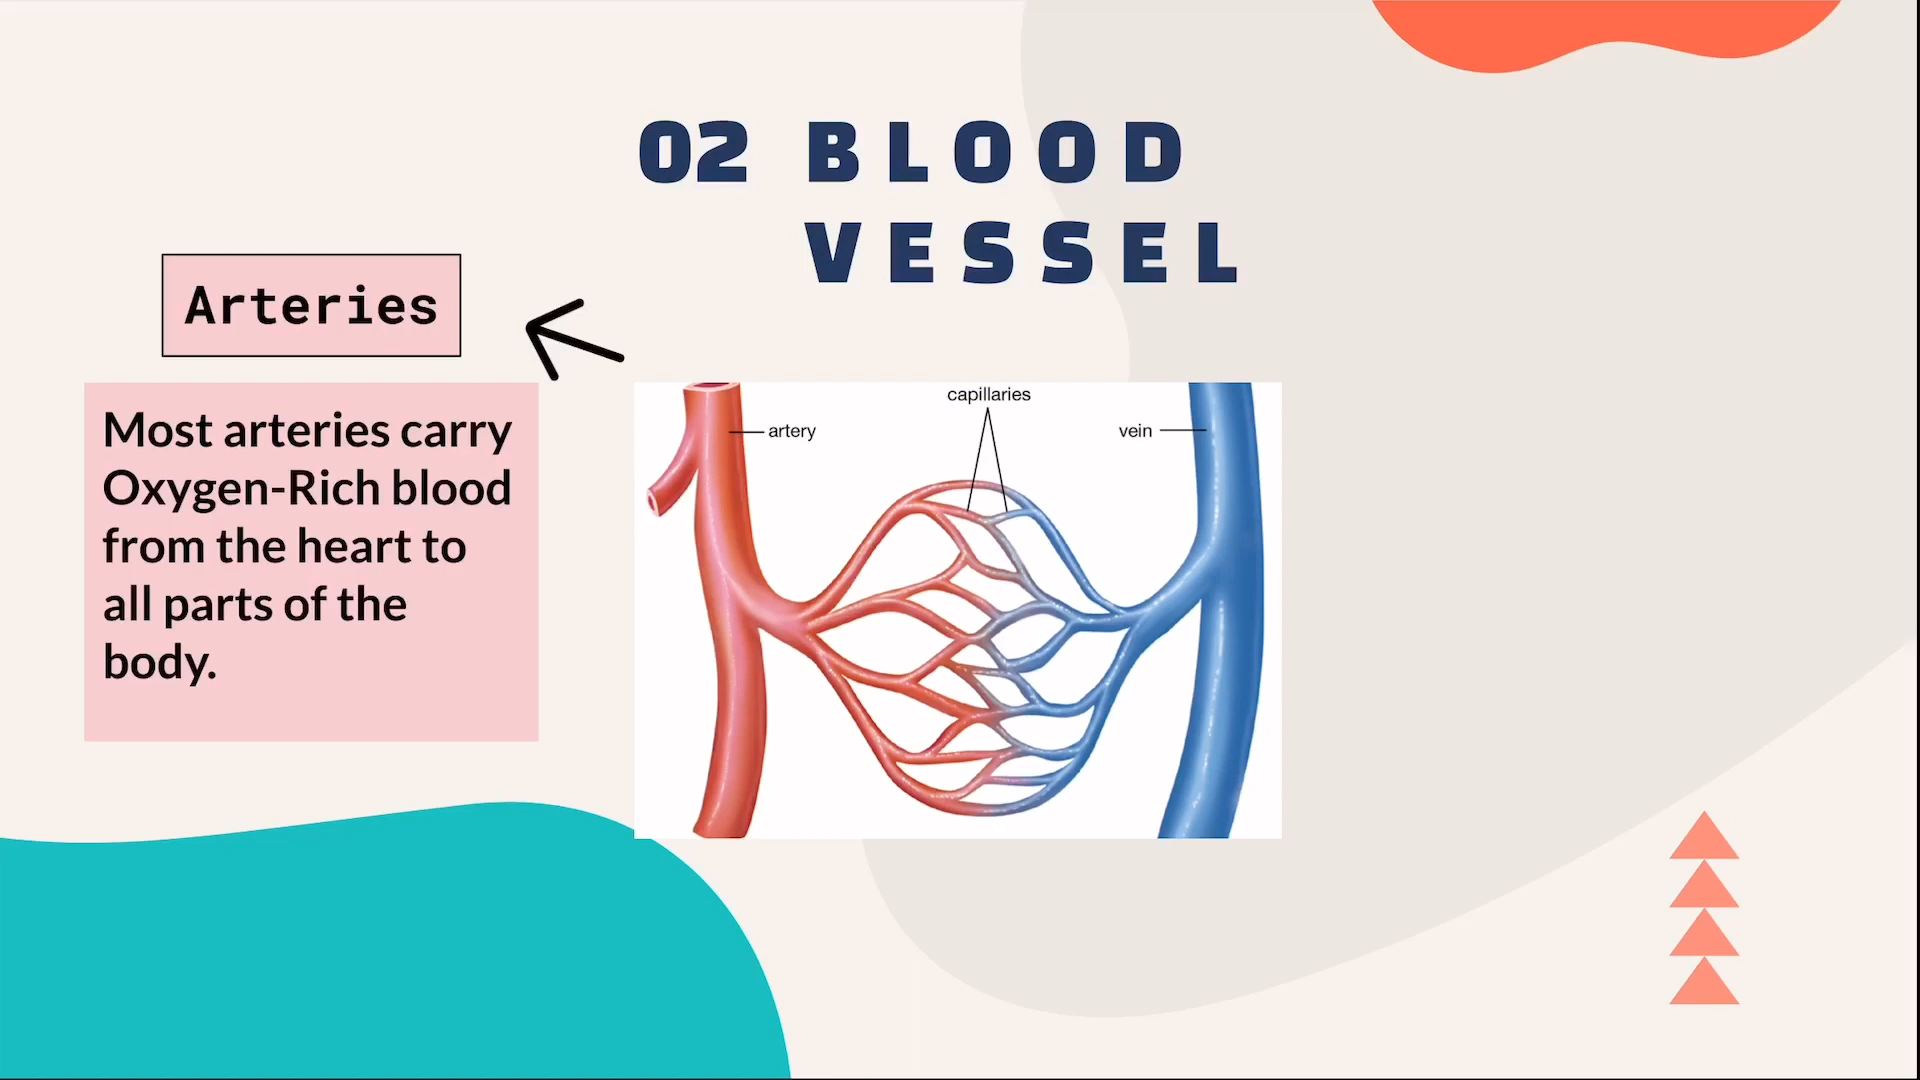 02 BLOOD
VESSEL
Arteries
Most arteries carry
Oxygen-Rich blood
from the heart to
all parts of the
body.
capillaries
artery
vein